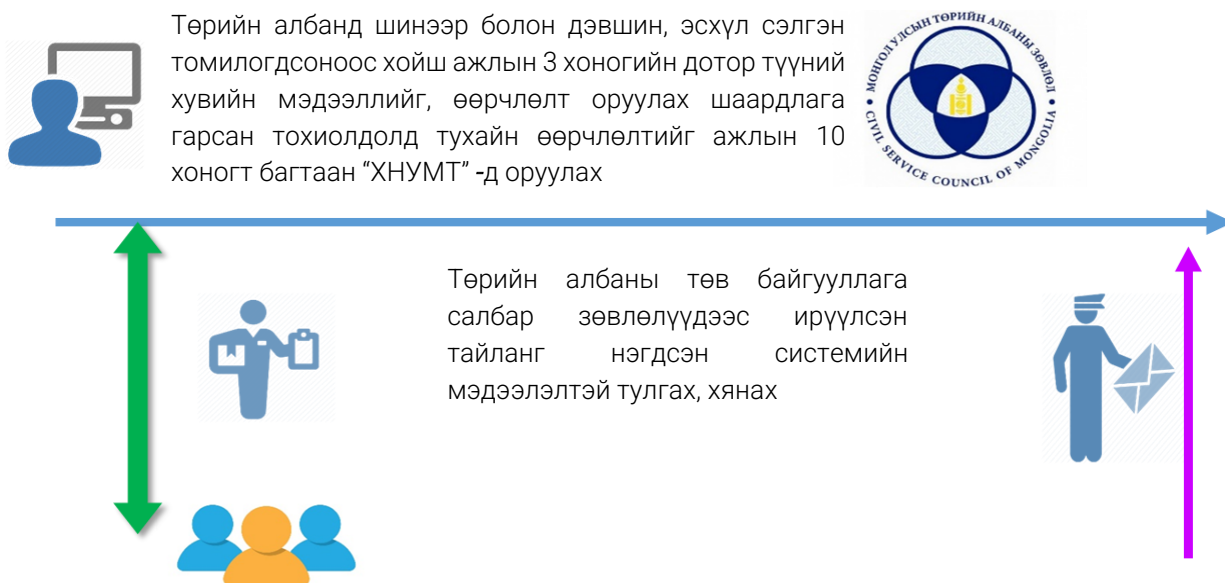 Төрийн албанд шинээр болон дэвшин, эсхүл сэлгэн
томилогдсоноос хойш ажлын 3 хоногийн дотор түүний
хувийн мэдээллийг, өөрчлөлт оруулах шаардлага
гарсан тохиолдолд тухайн өөрчлөлтийг ажлын 10
хоногт багтаан “ХНУМТ” -д оруулах
МОНГОЛ УЛСЫН ТӨРИЙН АЛБАНЫ ЗӨВЛӨЛ
CIVIL SERVICE COUNCIL OF MONGOLIA
Төрийн албаны төв байгууллага
салбар зөвлөлүүдээс ирүүлсэн
тайланг нэгдсэн системийн
мэдээлэлтэй тулгах, хянах